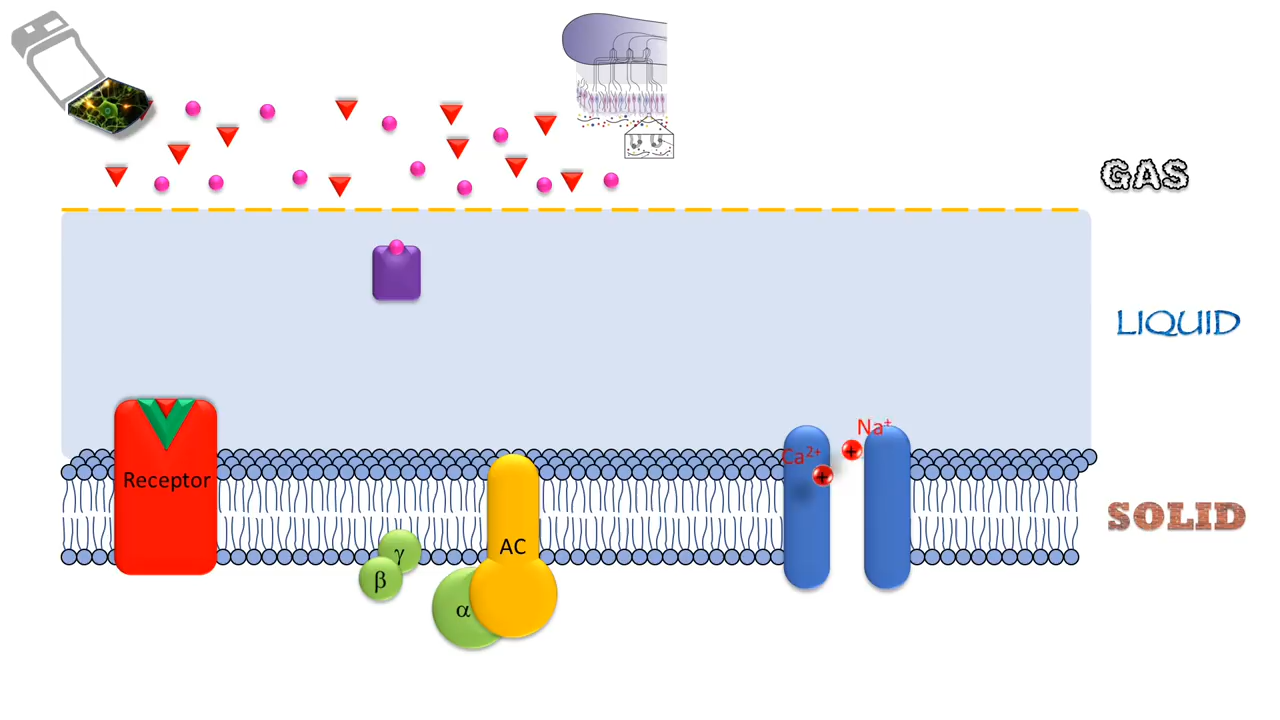 GAS
LIQUID
Na⁺
Ca²⁺
Receptor
SOLID
AC
γ
β
α